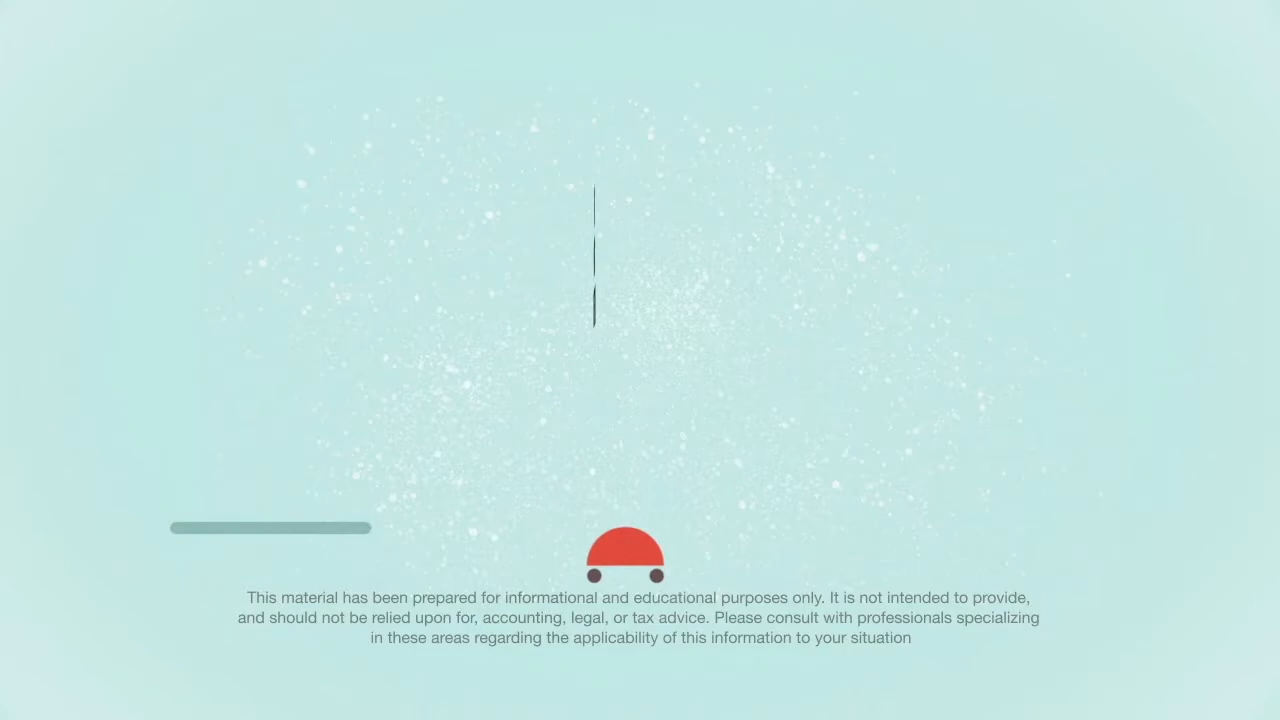 This material has been prepared for informational and educational purposes only. It is not intended to provide,
and should not be relied upon for, accounting, legal, or tax advice. Please consult with professionals specializing
in these areas regarding the applicability of this information to your situation